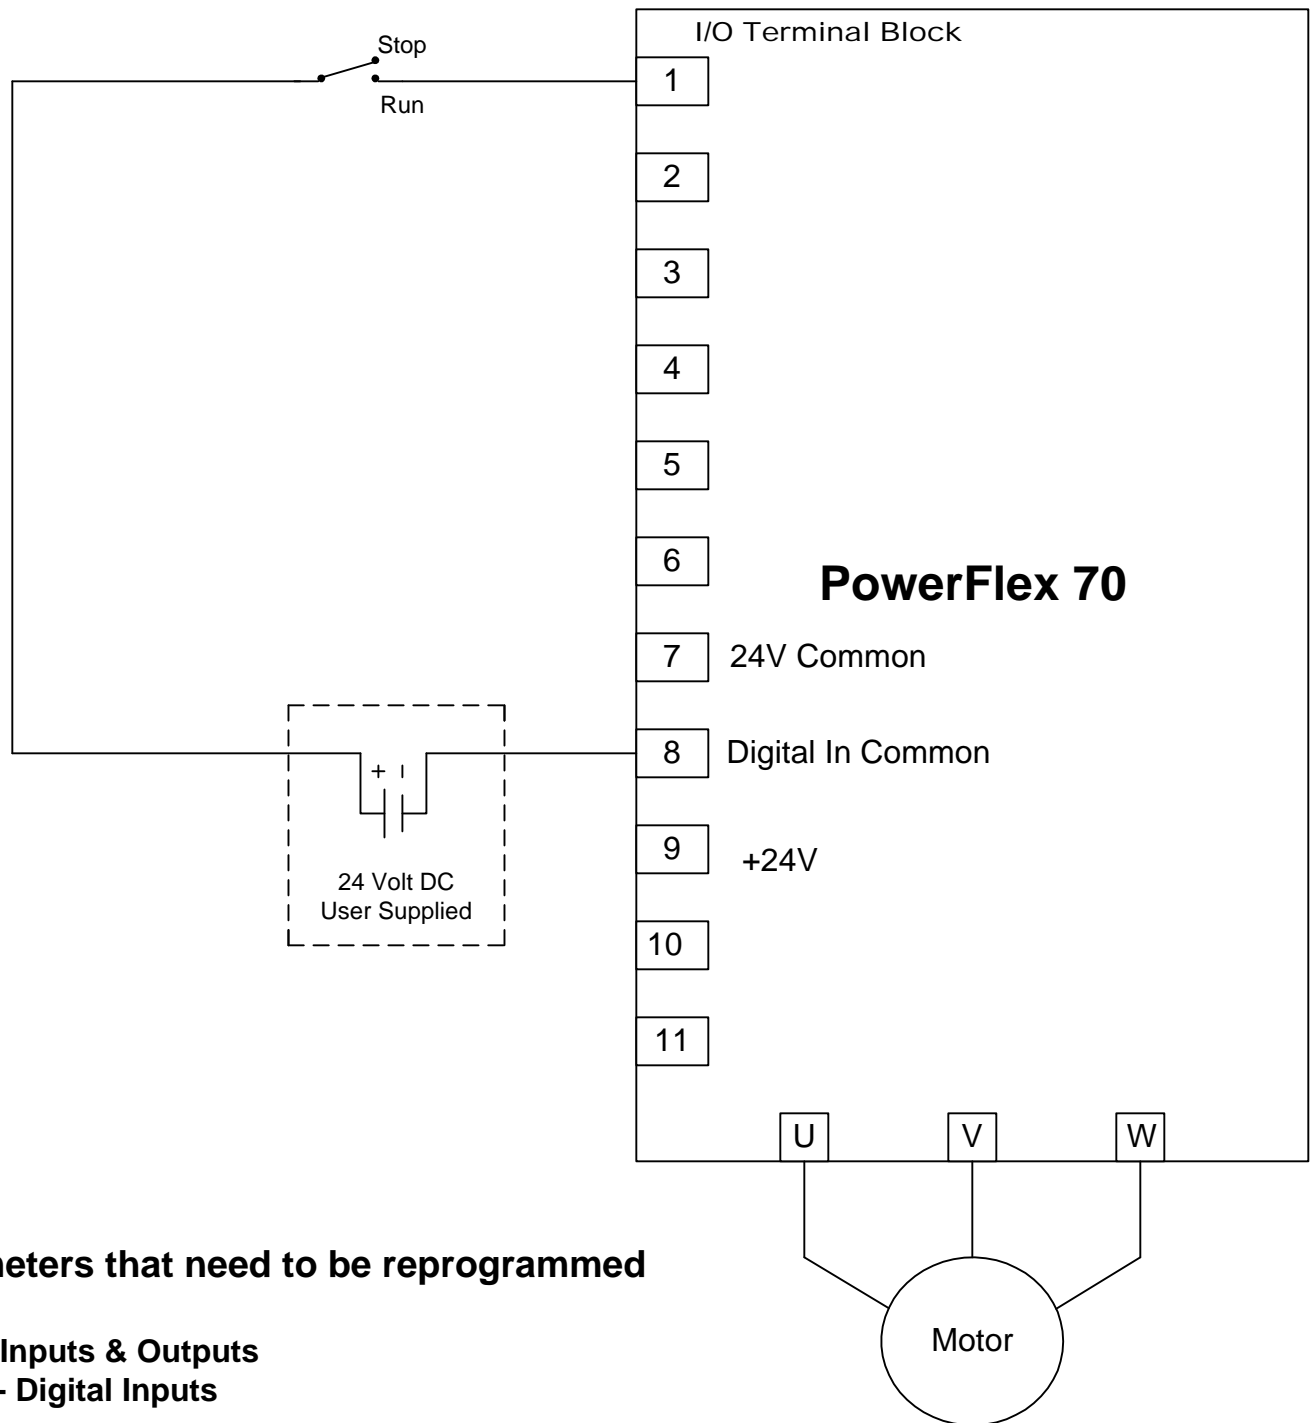 I/O Terminal Block
Stop
Run
1
2
3
4
5
6
PowerFlex 70
7 24V Common
8 Digital In Common
+ -
24 Volt DC
User Supplied
9 +24V
10
11
U V W
Motor
that need to be reprogrammed
Inputs & Outputs
- Digital Inputs